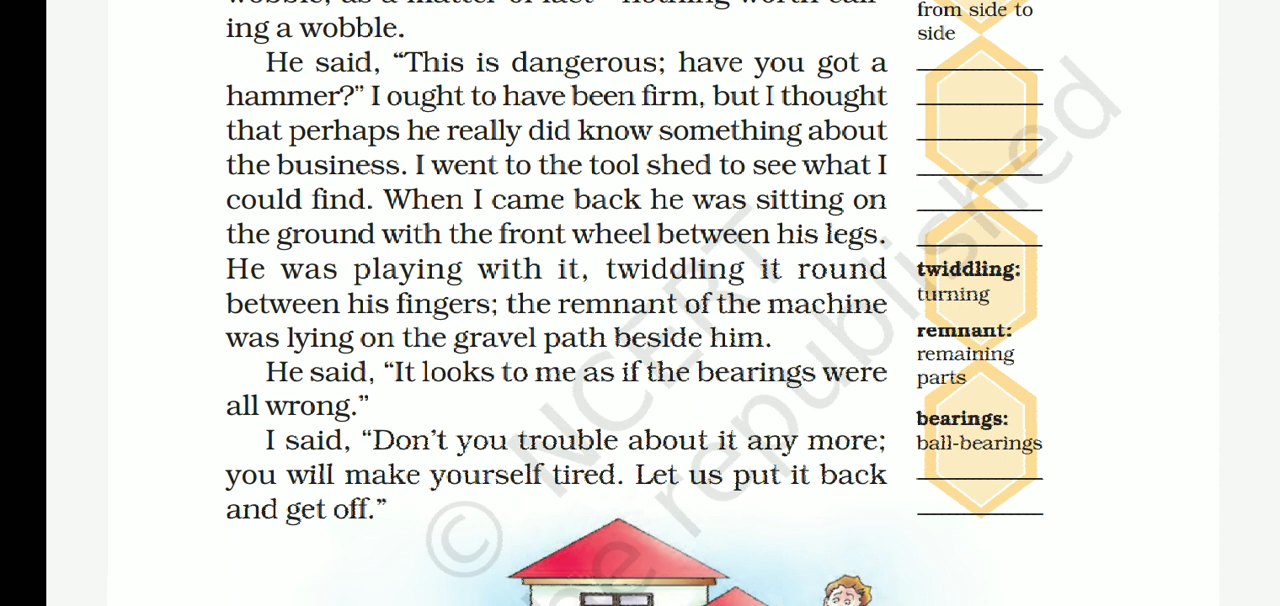 wobble, as a matter of fact—nothing worth call-
ing a wobble.
He said, “This is dangerous; have you got a
hammer?” I ought to have been firm, but I thought
that perhaps he really did know something about
the business. I went to the tool shed to see what I
could find. When I came back he was sitting on
the ground with the front wheel between his legs.
He was playing with it, twiddling it round
between his fingers; the remnant of the machine
was lying on the gravel path beside him.
He said, “It looks to me as if the bearings were
all wrong.”
I said, “Don’t you trouble about it any more;
you will make yourself tired. Let us put it back
and get off.”
from side to
side
twiddling:
turning
remnant:
remaining
parts
bearings:
ball-bearings
© NCERT
be republished